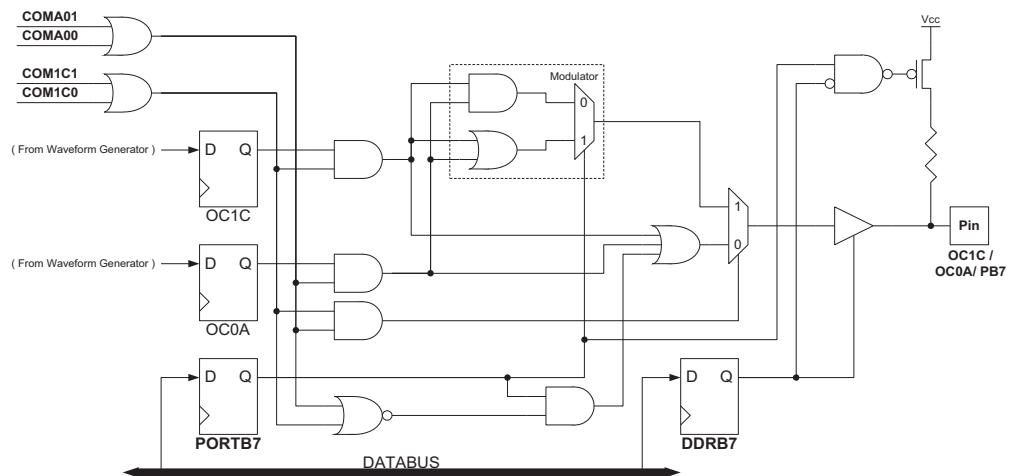 COMA01
COMA00
Vcc
COM1C1
COM1C0
Modulator
0
1
( From Waveform Generator )
D Q
OC1C
1
0
Pin
OC1C /
OC0A/ PB7
( From Waveform Generator )
D Q
OC0A
D Q
PORTB7
D Q
DDRB7
DATABUS